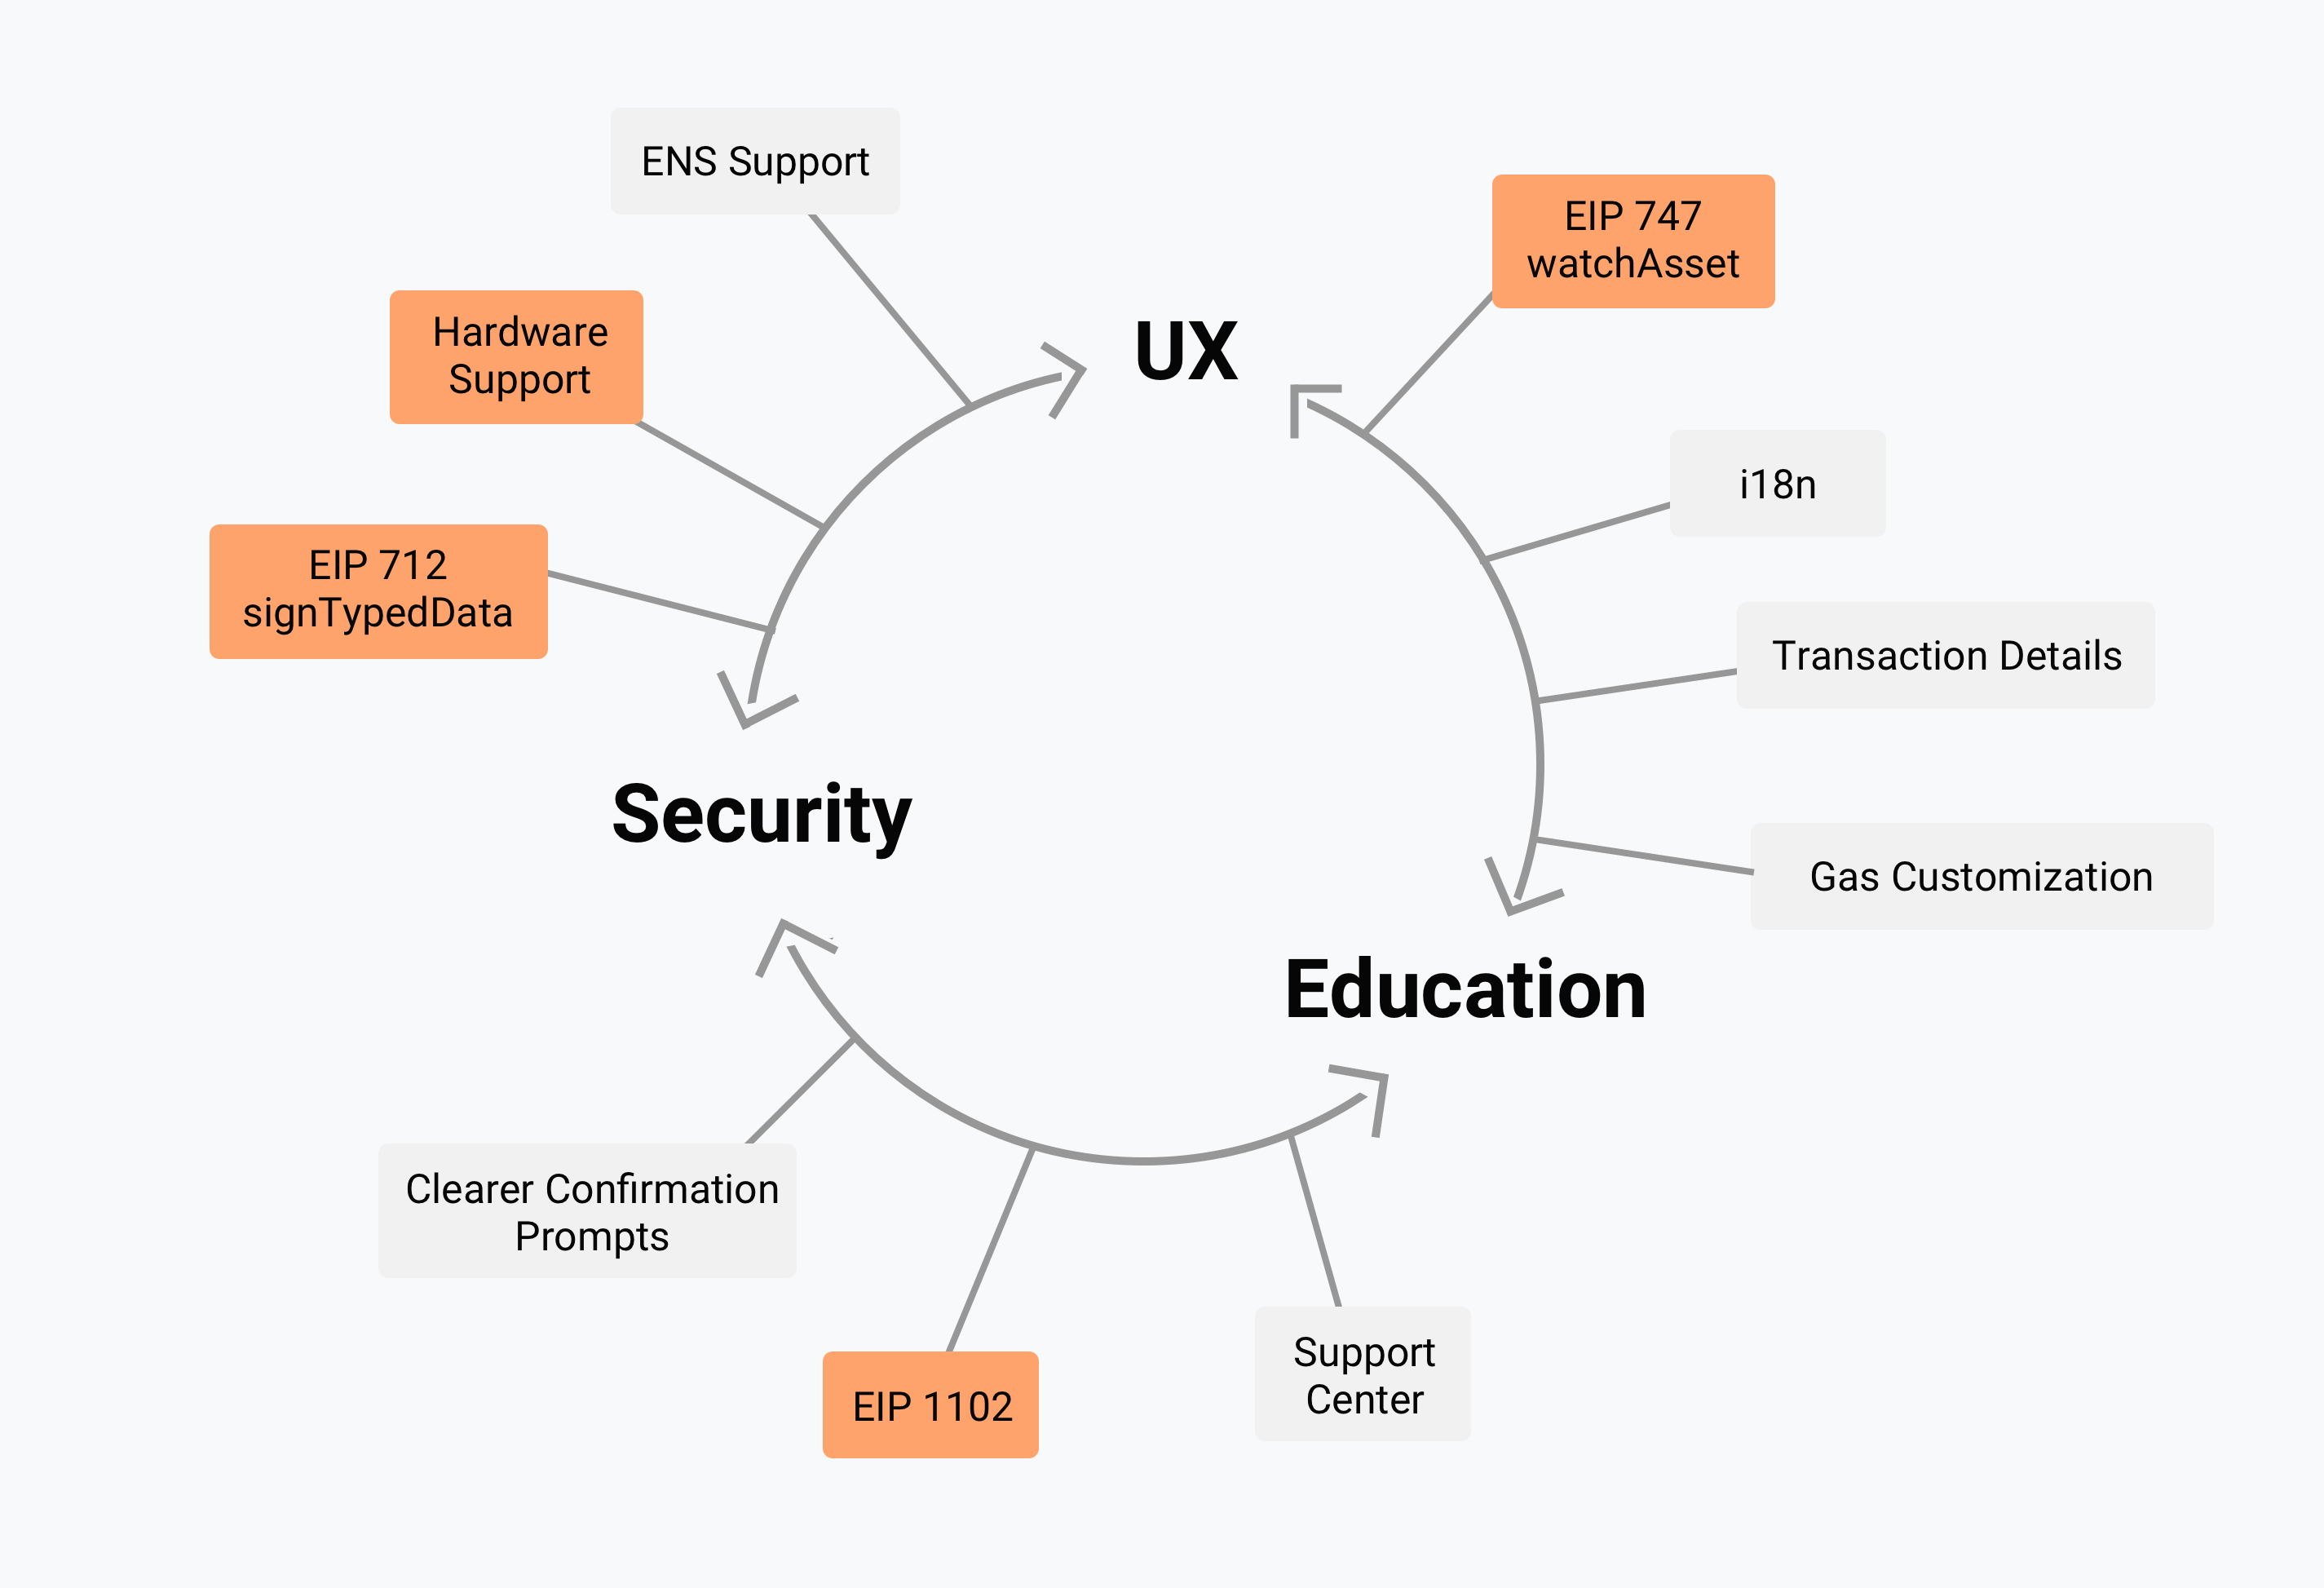 ENS Support
EIP 747
watchAsset
Hardware
Support
UX
i18n
EIP 712
signTypedData
Transaction Details
Security
Gas Customization
Education
Clearer Confirmation
Prompts
Support
Center
EIP 1102